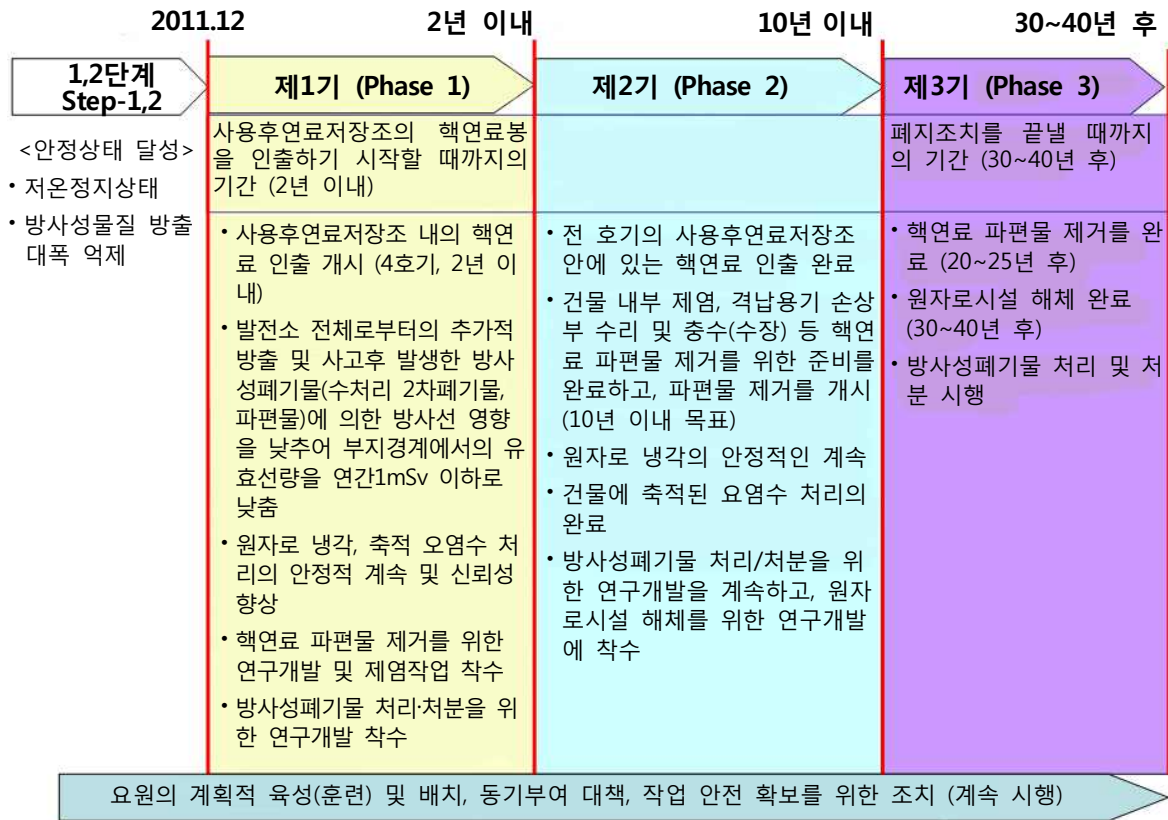 2011.12
2년 이내
10년 이내
30~40년 후
1,2단계
Step-1,2
제1기 (Phase 1)
제2기 (Phase 2)
제3기 (Phase 3)
<안정상태 달성>
• 저온정지상태
• 방사성물질 방출
대폭 억제
사용후연료저장조의 핵연료봉
을 인출하기 시작할 때까지의
기간 (2년 이내)
• 사용후연료저장조 내의 핵연
료 인출 개시 (4호기, 2년 이
내)
• 발전소 전체로부터의 추가적
방출 및 사고후 발생한 방사
성폐기물(수처리 2차폐기물,
파편물)에 의한 방사선 영향
을 낮추어 부지경계에서의 유
효선량을 연간1mSv 이하로
낮춤
• 원자로 냉각, 축적 오염수 처
리의 안정적 계속 및 신뢰성
향상
• 핵연료 파편물 제거를 위한
연구개발 및 제염작업 착수
• 방사성폐기물 처리·처분을 위
한 연구개발 착수
• 전 호기의 사용후연료저장조
안에 있는 핵연료 인출 완료
• 건물 내부 제염, 격납용기 손상
부 수리 및 충수(수장) 등 핵연
료 파편물 제거를 위한 준비를
완료하고, 파편물 제거를 개시
(10년 이내 목표)
• 원자로 냉각의 안정적인 계속
• 건물에 축적된 요염수 처리의
완료
• 방사성폐기물 처리/처분을 위
한 연구개발을 계속하고, 원자
로시설 해체를 위한 연구개발
에 착수
폐지조치를 끝낼 때까지
의 기간 (30~40년 후)
• 핵연료 파편물 제거를 완
료 (20~25년 후)
• 원자로시설 해체 완료
(30~40년 후)
• 방사성폐기물 처리 및 처
분 시행
요원의 계획적 육성(훈련) 및 배치, 동기부여 대책, 작업 안전 확보를 위한 조치 (계속 시행)